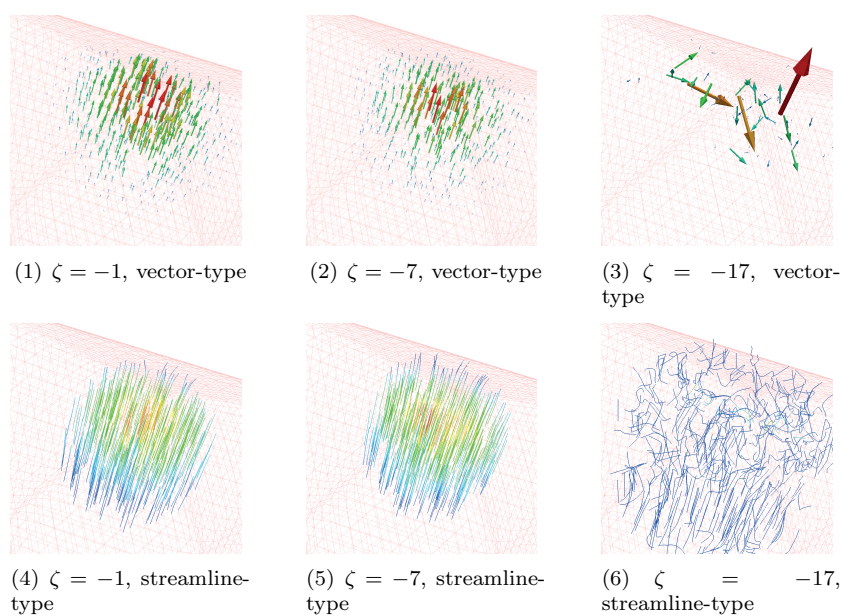 (1) ζ = −1, vector-type
(2) ζ = −7, vector-type
(3) ζ = −17, vector-
type
(4) ζ = −1, streamline-
type
(5) ζ = −7, streamline-
type
(6) ζ = −17,
streamline-type